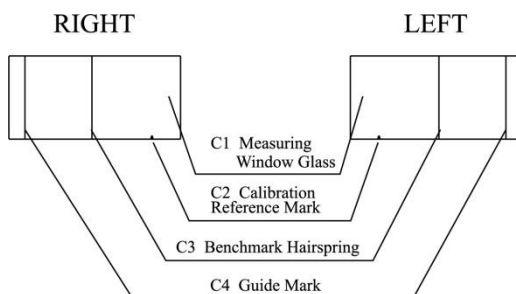 RIGHT LEFT
C1 Measuring
Window Glass
C2 Calibration
Reference Mark
C3 Benchmark Hairspring
C4 Guide Mark